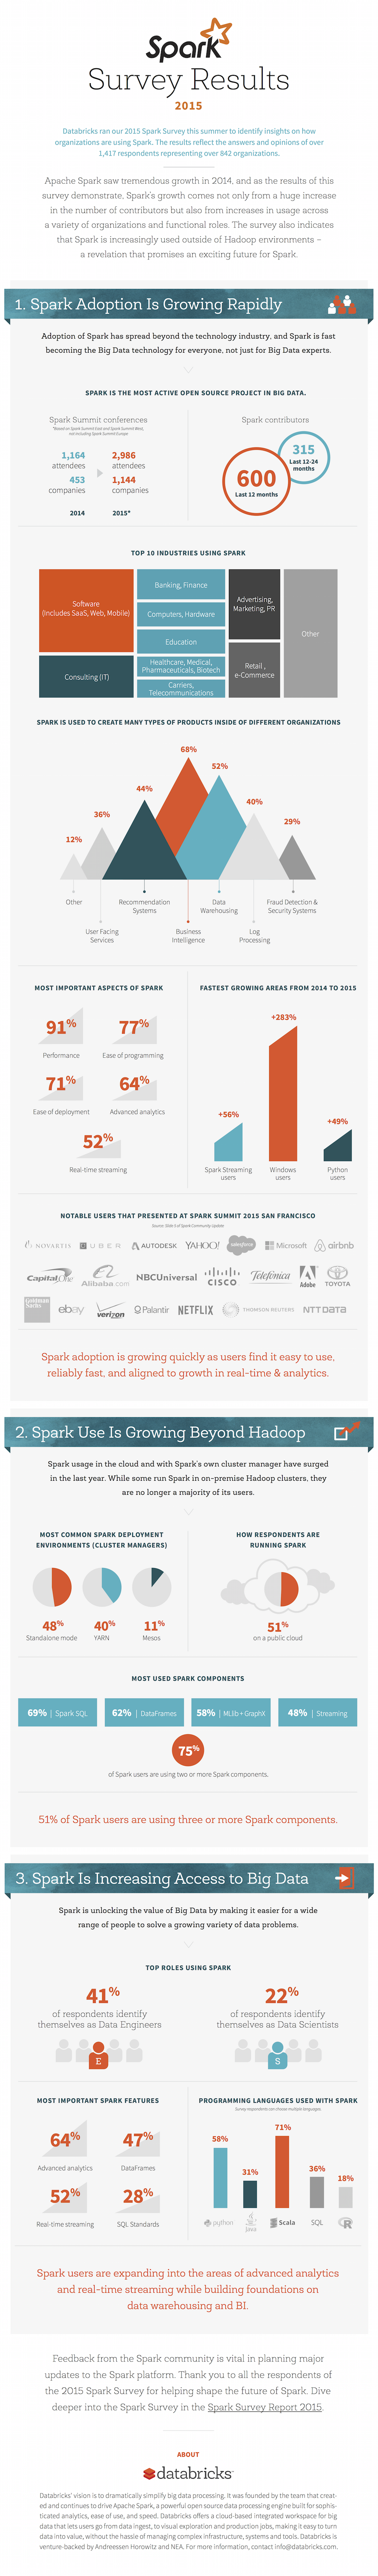 Spark
Survey Results
2015
Databricks ran our 2015 Spark Survey this summer to identify insights on how
organizations are using Spark. The results reflect the answers and opinions of over
1,417 respondents representing over 842 organizations.
Apache Spark saw tremendous growth in 2014, and as the results of this
survey demonstrate, Spark's growth comes not only from a huge increase
in the number of contributors but also from increases in usage across
a variety of organizations and functional roles. The survey also indicates
that Spark is increasingly used outside of Hadoop environments –
a revelation that promises an exciting future for Spark.
1. Spark Adoption Is Growing Rapidly
Adoption of Spark has spread beyond the technology industry, and Spark is fast
becoming the Big Data technology for everyone, not just for Big Data experts.
SPARK IS THE MOST ACTIVE OPEN SOURCE PROJECT IN BIG DATA.
Spark Summit conferences
*Based on Spark Summit East and Spark Summit West,
not including Spark Summit Europe
1,164
attendees
453
companies
2014
2,986
attendees
1,144
companies
2015*
Spark contributors
315
Last 12-24
months
600
Last 12 months
TOP 10 INDUSTRIES USING SPARK
Software
(Includes SaaS, Web, Mobile)
Consulting (IT)
Banking, Finance
Computers, Hardware
Education
Healthcare, Medical,
Pharmaceuticals, Biotech
Carriers,
Telecommunications
Advertising,
Marketing, PR
Retail,
e-Commerce
Other
SPARK IS USED TO CREATE MANY TYPES OF PRODUCTS INSIDE OF DIFFERENT ORGANIZATIONS
12%
36%
44%
68%
52%
40%
29%
Other
User Facing
Services
Recommendation
Systems
Business
Intelligence
Data
Warehousing
Log
Processing
Fraud Detection &
Security Systems
MOST IMPORTANT ASPECTS OF SPARK
91%
Performance
77%
Ease of programming
71%
Ease of deployment
64%
Advanced analytics
52%
Real-time streaming
FASTEST GROWING AREAS FROM 2014 TO 2015
+56%
+283%
+49%
Spark Streaming
users
Windows
users
Python
users
NOTABLE USERS THAT PRESENTED AT SPARK SUMMIT 2015 SAN FRANCISCO
Source: Slide 5 of Spark Community Update
NOVARTIS
UBER
AUTODESK
YAHOO!
salesforce
Microsoft
airbnb
Capital One
Alibaba.com
NBCUniversal
CISCO
Telefónica
Adobe
TOYOTA
Goldman
Sachs
ebay
verizon
Palantir
NETFLIX
THOMSON REUTERS
NTT DATA
Spark adoption is growing quickly as users find it easy to use,
reliably fast, and aligned to growth in real-time & analytics.
2. Spark Use Is Growing Beyond Hadoop
Spark usage in the cloud and with Spark's own cluster manager have surged
in the last year. While some run Spark in on-premise Hadoop clusters, they
are no longer a majority of its users.
MOST COMMON SPARK DEPLOYMENT
ENVIRONMENTS (CLUSTER MANAGERS)
48%
Standalone mode
40%
YARN
11%
Mesos
HOW RESPONDENTS ARE
RUNNING SPARK
51%
on a public cloud
MOST USED SPARK COMPONENTS
69% | Spark SQL
62% | DataFrames
58% | MLlib + GraphX
48% | Streaming
75%
of Spark users are using two or more Spark components.
51% of Spark users are using three or more Spark components.
3. Spark Is Increasing Access to Big Data
Spark is unlocking the value of Big Data by making it easier for a wide
range of people to solve a growing variety of data problems.
TOP ROLES USING SPARK
41%
of respondents identify
themselves as Data Engineers
E
22%
of respondents identify
themselves as Data Scientists
S
MOST IMPORTANT SPARK FEATURES
64%
Advanced analytics
47%
DataFrames
52%
Real-time streaming
28%
SQL Standards
PROGRAMMING LANGUAGES USED WITH SPARK
Survey respondents can choose multiple languages.
58%
31%
71%
36%
18%
python
Java
Scala
SQL
R
Spark users are expanding into the areas of advanced analytics
and real-time streaming while building foundations on
data warehousing and BI.
Feedback from the Spark community is vital in planning major
updates to the Spark platform. Thank you to all the respondents of
the 2015 Spark Survey for helping shape the future of Spark. Dive
deeper into the Spark Survey in the Spark Survey Report 2015.
ABOUT
databricks
Databricks' vision is to dramatically simplify big data processing. It was founded by the team that creat-
ed and continues to drive Apache Spark, a powerful open source data processing engine built for sophis-
ticated analytics, ease of use, and speed. Databricks offers a cloud-based integrated workspace for big
data that lets users go from data ingest, to visual exploration and production jobs, making it easy to turn
data into value, without the hassle of managing complex infrastructure, systems and tools. Databricks is
venture-backed by Andreessen Horowitz and NEA. For more information, contact info@databricks.com.